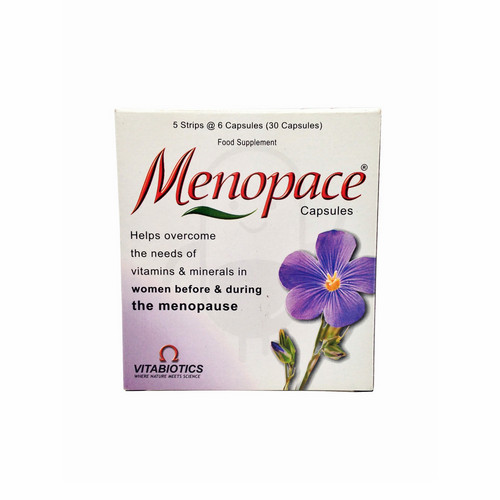 5 Strips @ 6 Capsules (30 Capsules)
Food Supplement
Menopace®
Capsules
Helps overcome
the needs of
vitamins & minerals in
women before & during
the menopause
VITABIOTICS
WHERE NATURE MEETS SCIENCE